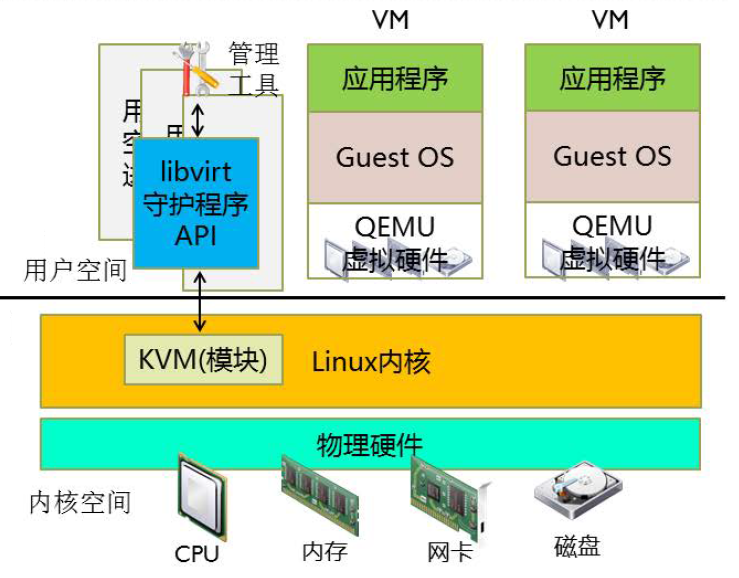 VM
VM
管理
工具
用
空
进
用
libvirt
守护程序
API
应用程序
Guest OS
QEMU
虚拟硬件
应用程序
Guest OS
QEMU
虚拟硬件
用户空间
KVM(模块)
Linux内核
物理硬件
内核空间
CPU
内存
网卡
磁盘